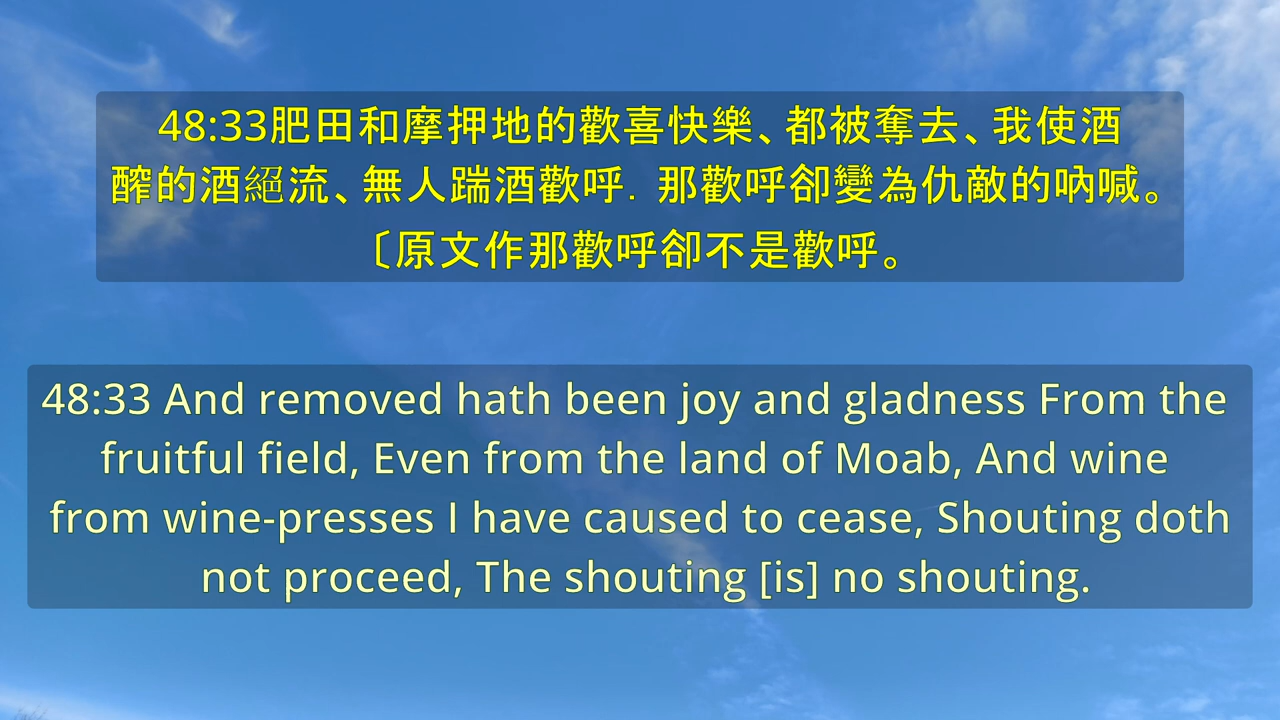 48:33肥田和摩押地的歡喜快樂、都被奪去、我使酒
醡的酒絕流、無人踹酒歡呼．那歡呼卻變為仇敵的吶喊。
〔原文作那歡呼卻不是歡呼。
48:33 And removed hath been joy and gladness From the
fruitful field, Even from the land of Moab, And wine
from wine-presses I have caused to cease, Shouting doth
not proceed, The shouting [is] no shouting.